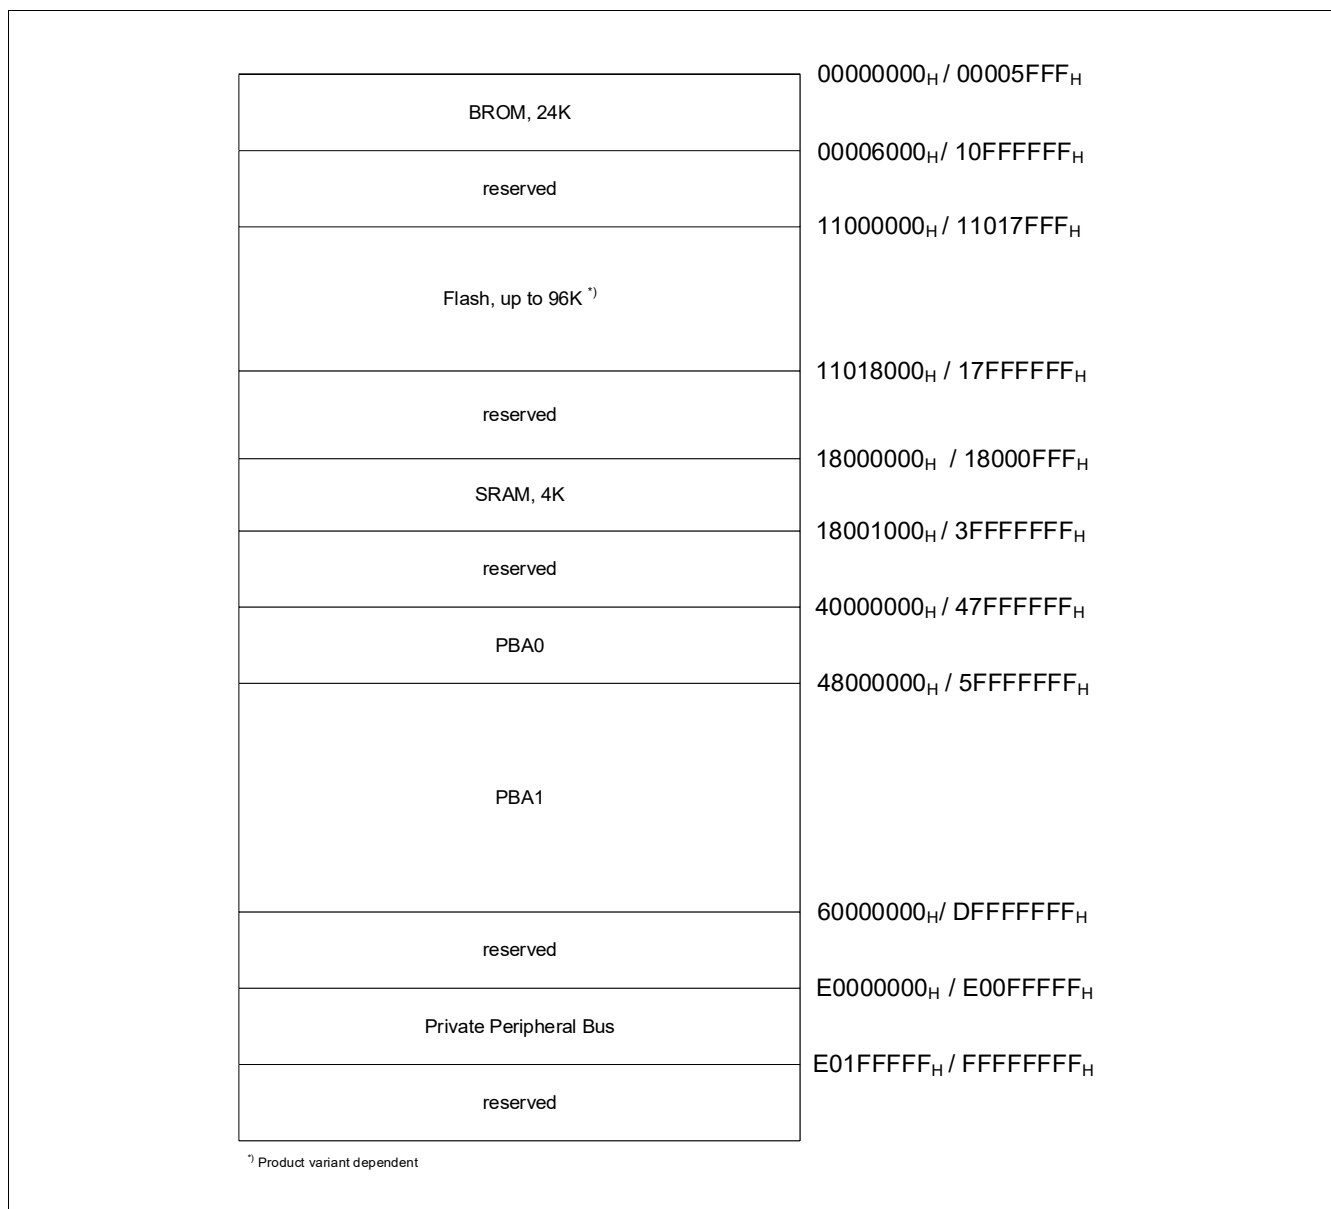 00000000H / 00005FFFH
BROM, 24K
00006000H / 10FFFFFFH
reserved
11000000H / 11017FFFH
Flash, up to 96K *)
11018000H / 17FFFFFFH
reserved
18000000H / 18000FFFH
SRAM, 4K
18001000H / 3FFFFFFFH
reserved
40000000H / 47FFFFFFH
PBA0
48000000H / 5FFFFFFFH
PBA1
60000000H/ DFFFFFFFH
reserved
E0000000H / E00FFFFFH
Private Peripheral Bus
E01FFFFFH / FFFFFFFFH
reserved
*) Product variant dependent